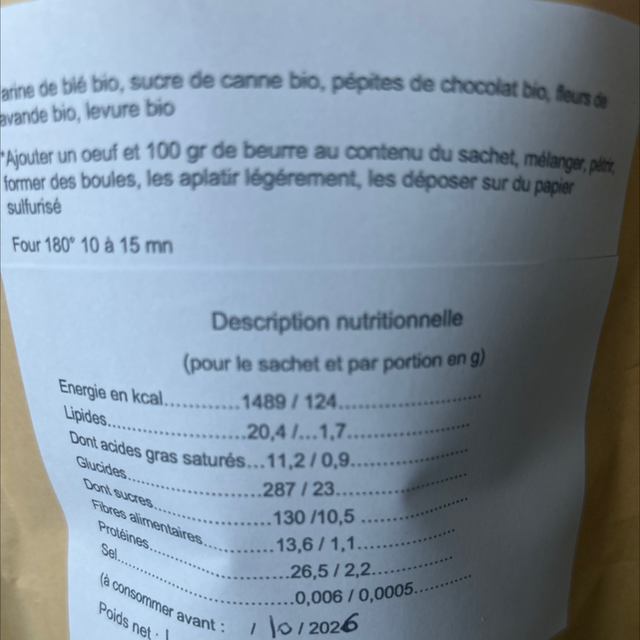 arine de blé bio, sucre de canne bio, pépites de chocolat bio, fleurs de
avande bio, levure bio
*Ajouter un oeuf et 100 gr de beurre au contenu du sachet, mélanger, pétrir,
former des boules, les aplatir légérement, les déposer sur du papier
sulfurisé
Four 180° 10 à 15 mn
Description nutritionnelle
(pour le sachet et par portion en g)
Energie en kcal............1489 / 124......................
Lipides......................20,4 /...1,7....................
Dont acides gras saturés...11,2 / 0,9....................
Glucides......................287 / 23......................
Dont sucres..................130 /10,5 ..................
Fibres alimentaires..........13,6 / 1,1..................
Protéines.....................26,5 / 2,2..................
Sel............................0,006 / 0,0005..............
(à consommer avant : / 10 / 2026
Poids net :